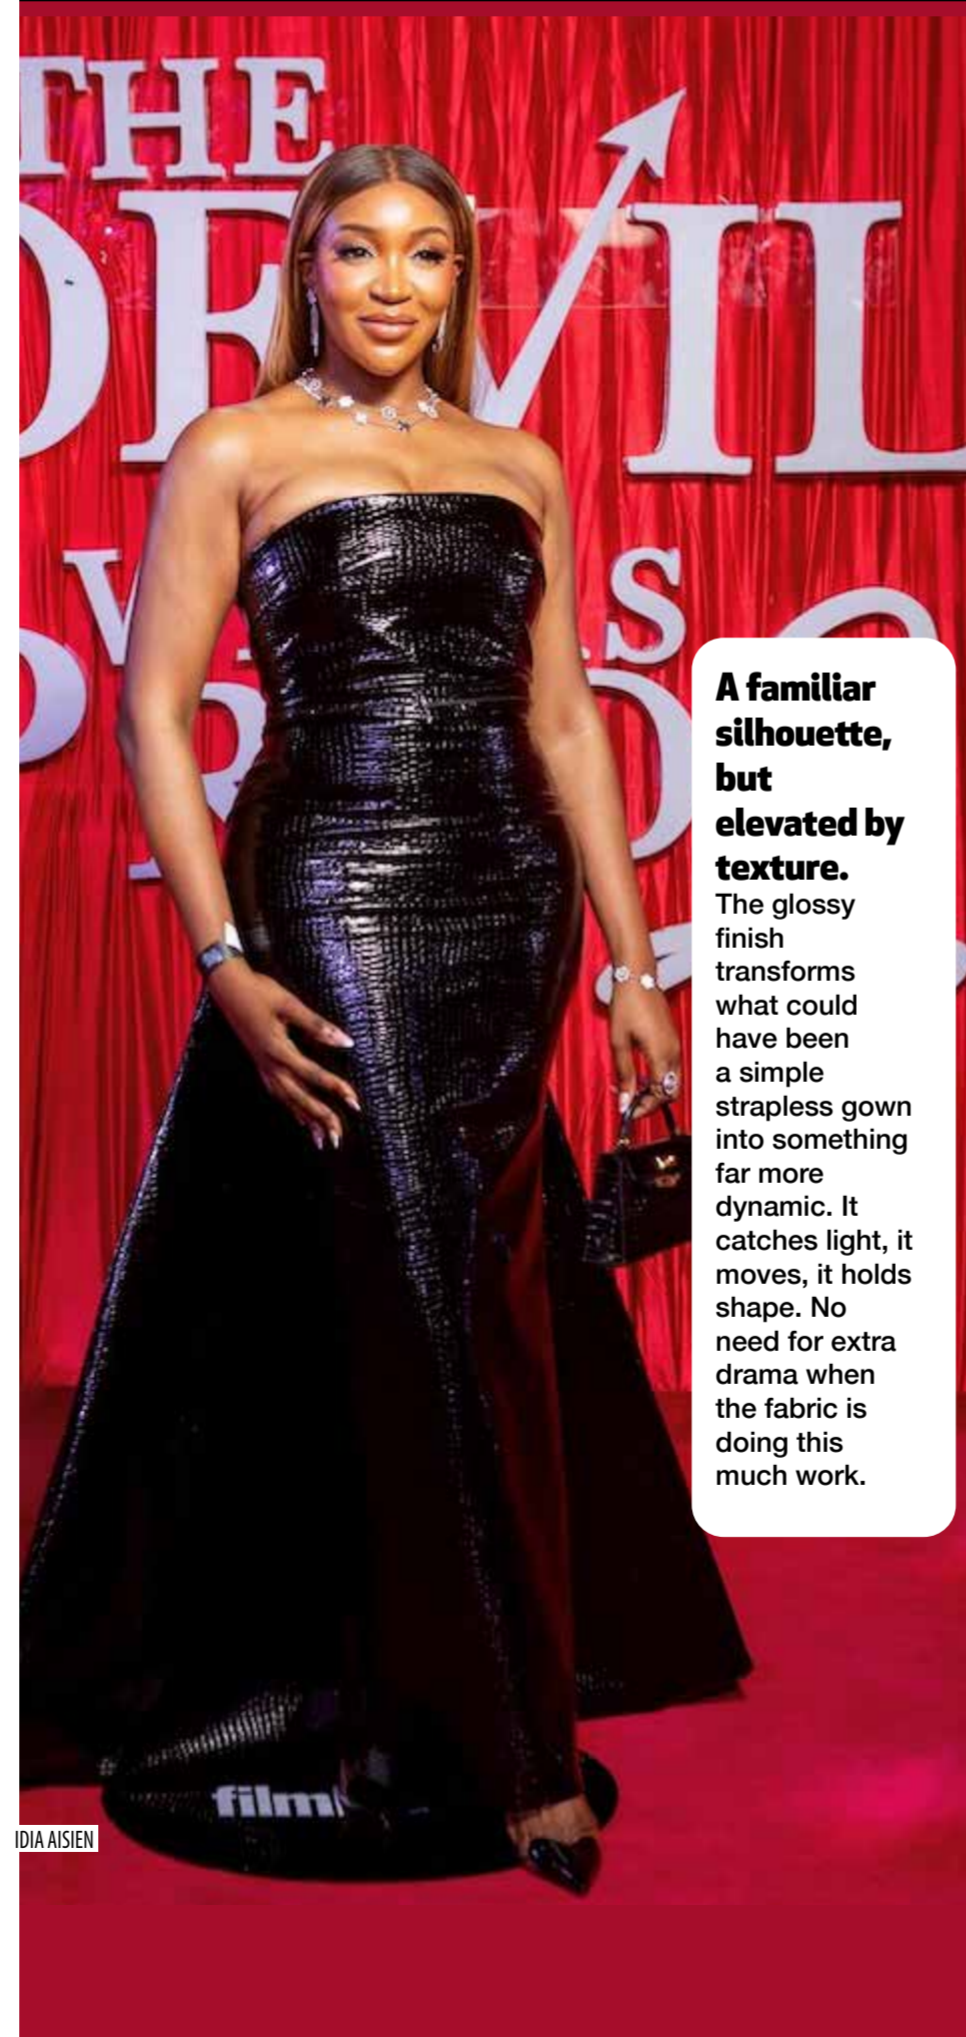 THE
DEVIL
S
A familiar
silhouette,
but
elevated by
texture.
The glossy
finish
transforms
what could
have been
a simple
strapless gown
into something
far more
dynamic. It
catches light, it
moves, it holds
shape. No
need for extra
drama when
the fabric is
doing this
much work.
film
IDIA AISIEN